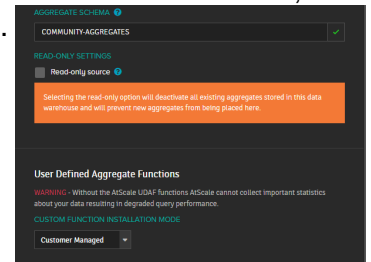 AGGREGATE SCHEMA ?
COMMUNITY-AGGREGATES
READ-ONLY SETTINGS
Read-only source ?
Selecting the read-only option will deactivate all existing aggregates stored in this data
warehouse and will prevent new aggregates from being placed here.
User Defined Aggregate Functions
WARNING - Without the AtScale UDAF functions AtScale cannot collect important statistics
about your data resulting in degraded query performance.
CUSTOM FUNCTION INSTALLATION MODE
Customer Managed